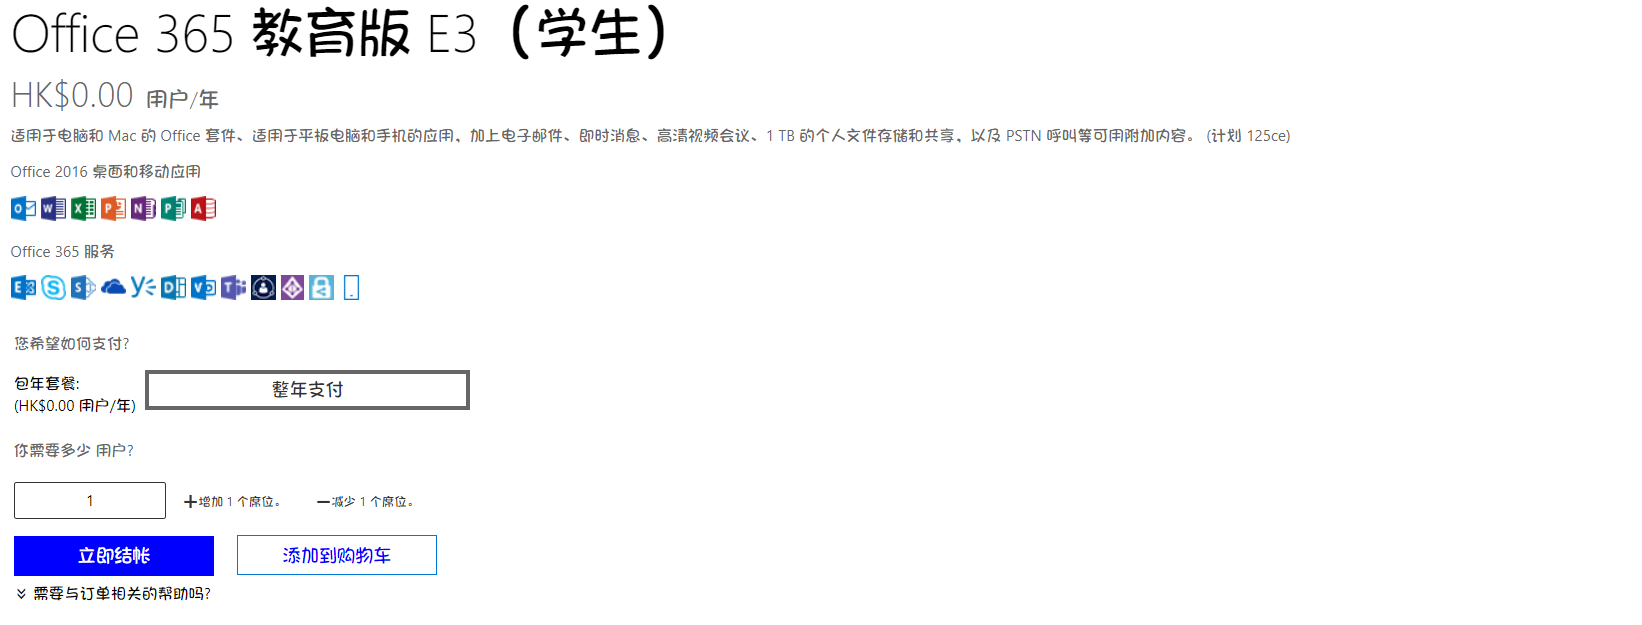 Office 365 教育版 E3（学生）
HK$0.00 用户/年
适用于电脑和 Mac 的 Office 套件、适用于平板电脑和手机的应用，加上电子邮件、即时消息、高清视频会议、1 TB 的个人文件存储和共享，以及 PSTN 呼叫等可用附加内容。 (计划 125ce)
Office 2016 桌面和移动应用
Office 365 服务
您希望如何支付?
包年套餐:
整年支付
(HK$0.00 用户/年)
你需要多少 用户?
1
增加 1 个席位。
减少 1 个席位。
立即结帐
添加到购物车
需要与订单相关的帮助吗?